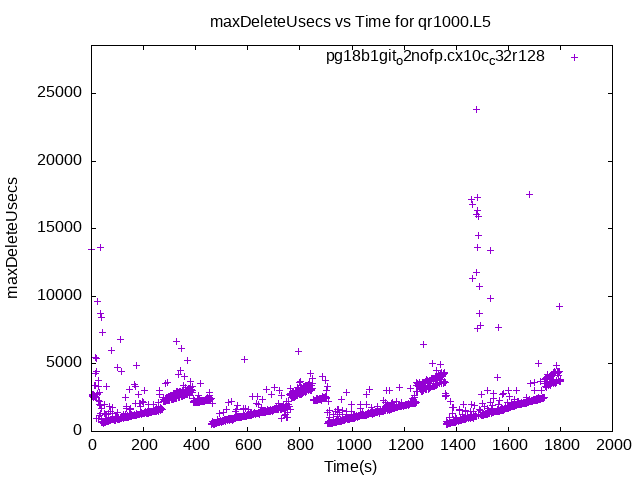 maxDeleteUsecs vs Time for qr1000.L5
pg18b1git_o2nofp.cx10c_c32r128
25000
20000
15000
10000
5000
0
maxDeleteUsecs
0 200 400 600 800 1000 1200 1400 1600 1800 2000
Time(s)